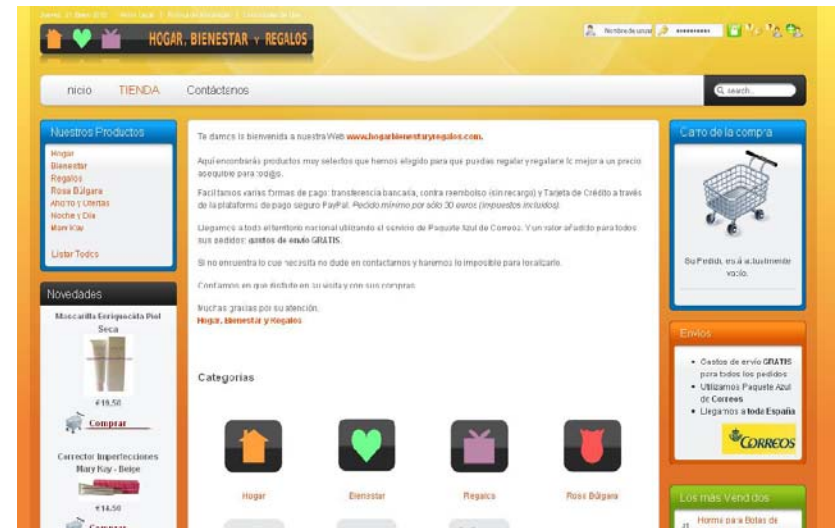 HOGAR, BIENESTAR Y REGALOS
Nombre de usuar
nicio TIENDA Contáctenos
search...
Nuestros Productos
Hogar
Bienestar
Regalos
Rosa Búlgara
Ahorro y Ofertas
Noche y Día
Mary Kay
Listar Todos
Novedades
Mascarilla Enriquecida Piel
Seca
€19,50
Comprar
Corrector Imperfecciones
Mary Kay - Beige
€14,50
Comprar
Te damos la bienvenida a nuestra Web www.hogarbienestaryregalos.com.
Aquí encontrarás productos muy selectos que hemos elegido para que puedas regalar y regalarte lo mejor a un precio
asequible para tod@s.
Facilitamos varias formas de pago: transferencia bancaria, contra reembolso (sin recargo) y Tarjeta de Crédito a través
de la plataforma de pago seguro PayPal. Pedido mínimo por sólo 30 euros (impuestos incluidos).
Llegamos a todo el territorio nacional utilizando el servicio de Paquete Azul de Correos. Y un valor añadido para todos
sus pedidos: gastos de envío GRATIS.
Si no encuentra lo que necesita no dude en contactarnos y haremos lo imposible para localizarlo.
Confiamos en que disfrute en su visita y con sus compras.
Muchas gracias por su atención.
Hogar, Bienestar y Regalos
Categorías
Hogar Bienestar Regalos Rosa Búlgara
Carro de la compra
Su Pedido está actualmente
vacío.
Envíos
Gastos de envío GRATIS
para todos los pedidos
Utilizamos Paquete Azul
de Correos
Llegamos a toda España
CORREOS
Los más Vendidos
Horma para Botas de